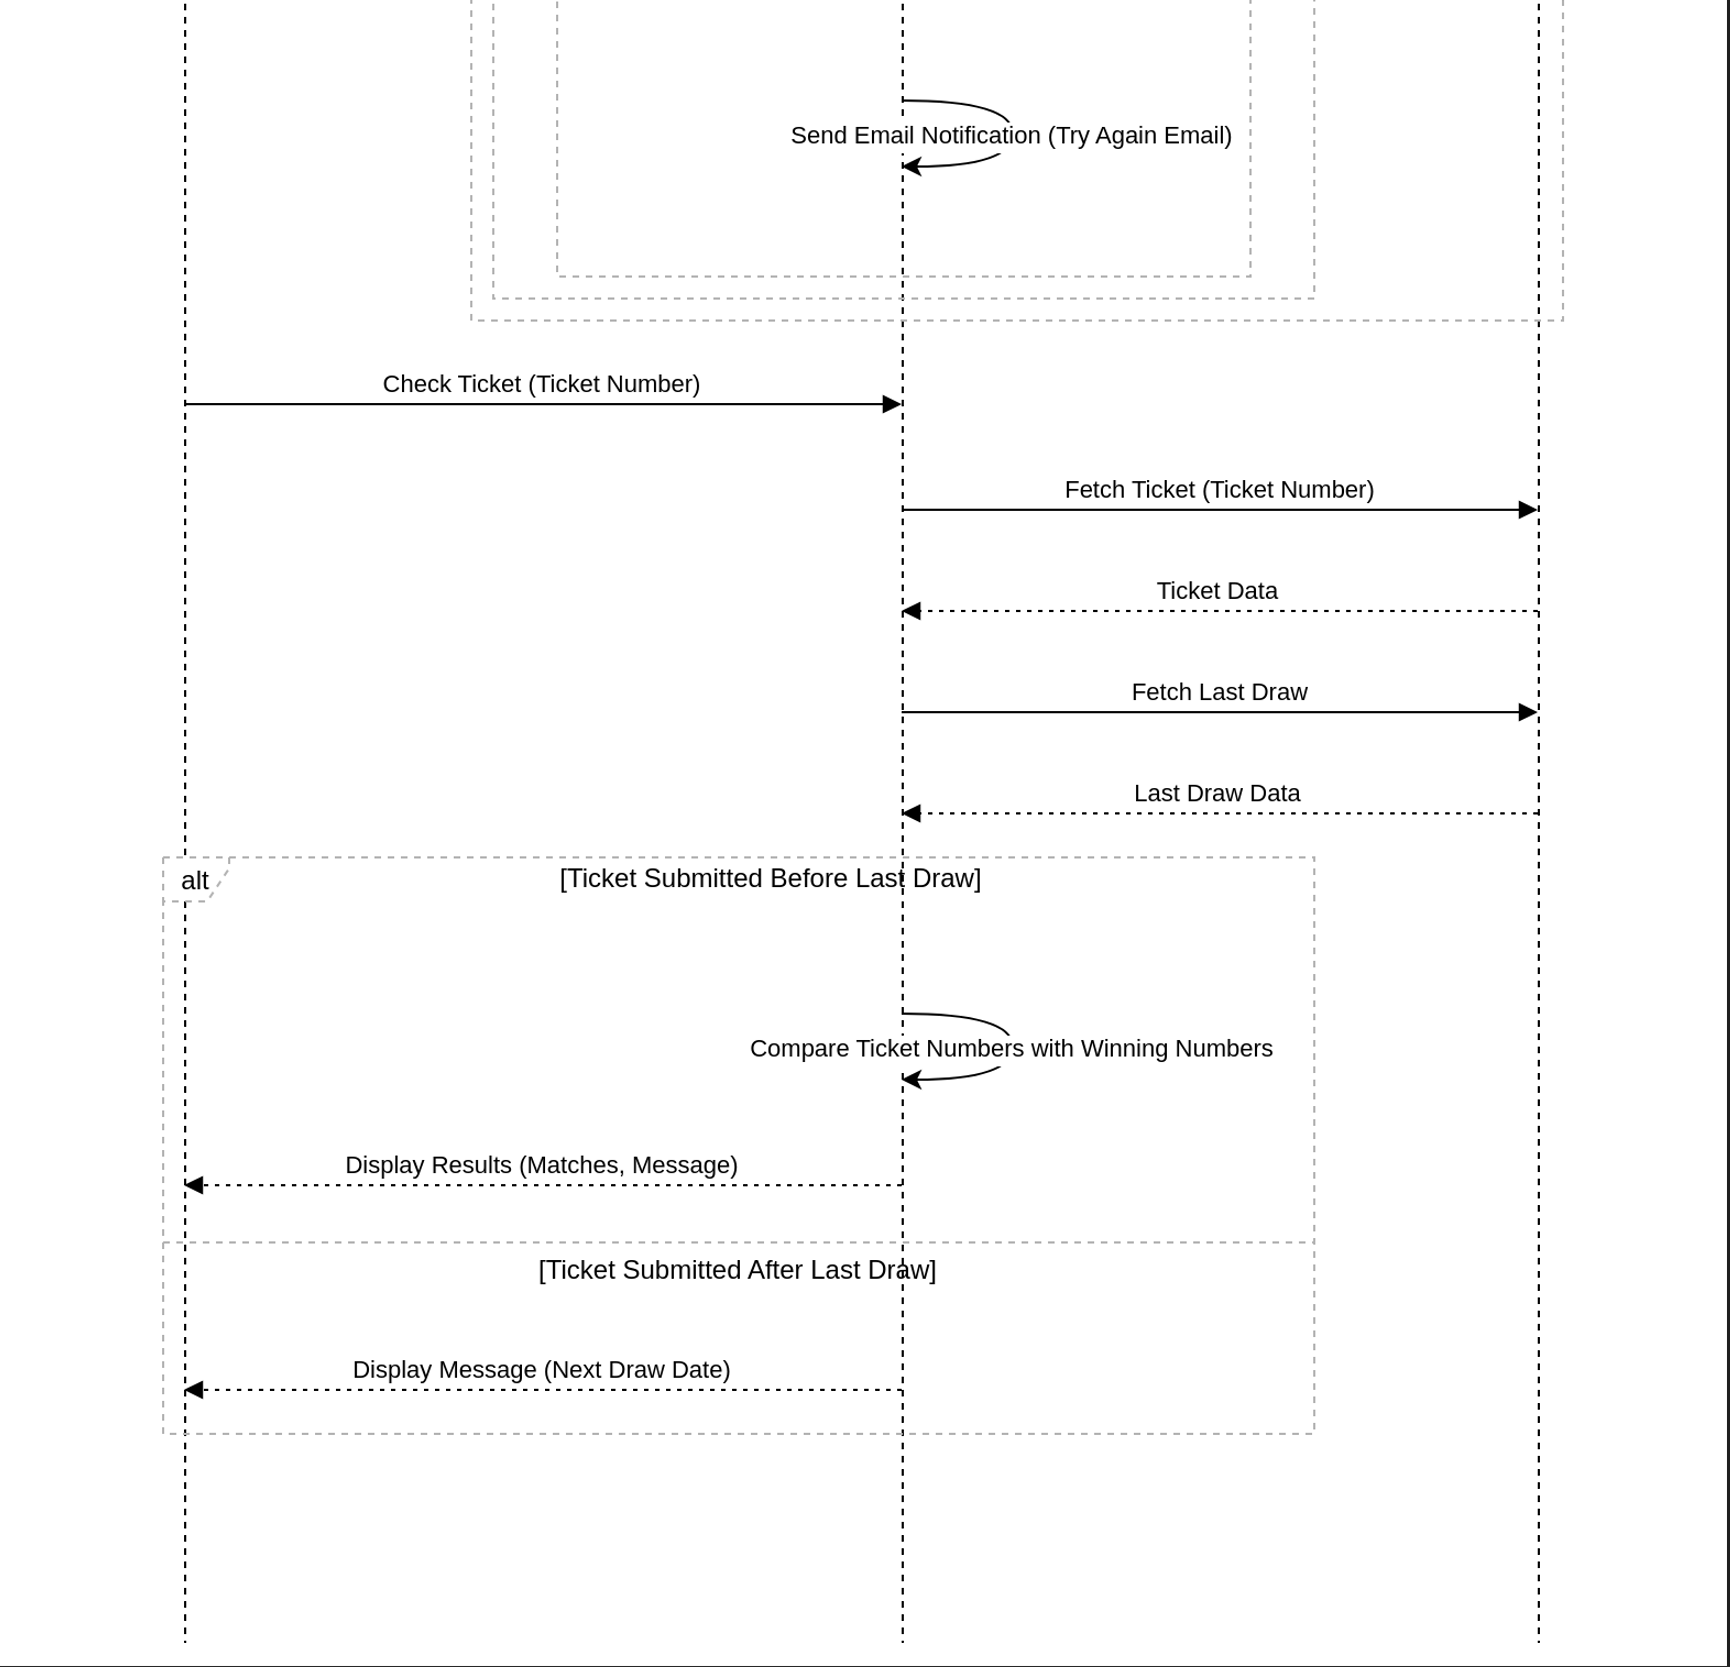 Send Email Notification (Try Again Email)
Check Ticket (Ticket Number)
Fetch Ticket (Ticket Number)
Ticket Data
Fetch Last Draw
Last Draw Data
alt
[Ticket Submitted Before Last Draw]
Compare Ticket Numbers with Winning Numbers
Display Results (Matches, Message)
[Ticket Submitted After Last Draw]
Display Message (Next Draw Date)